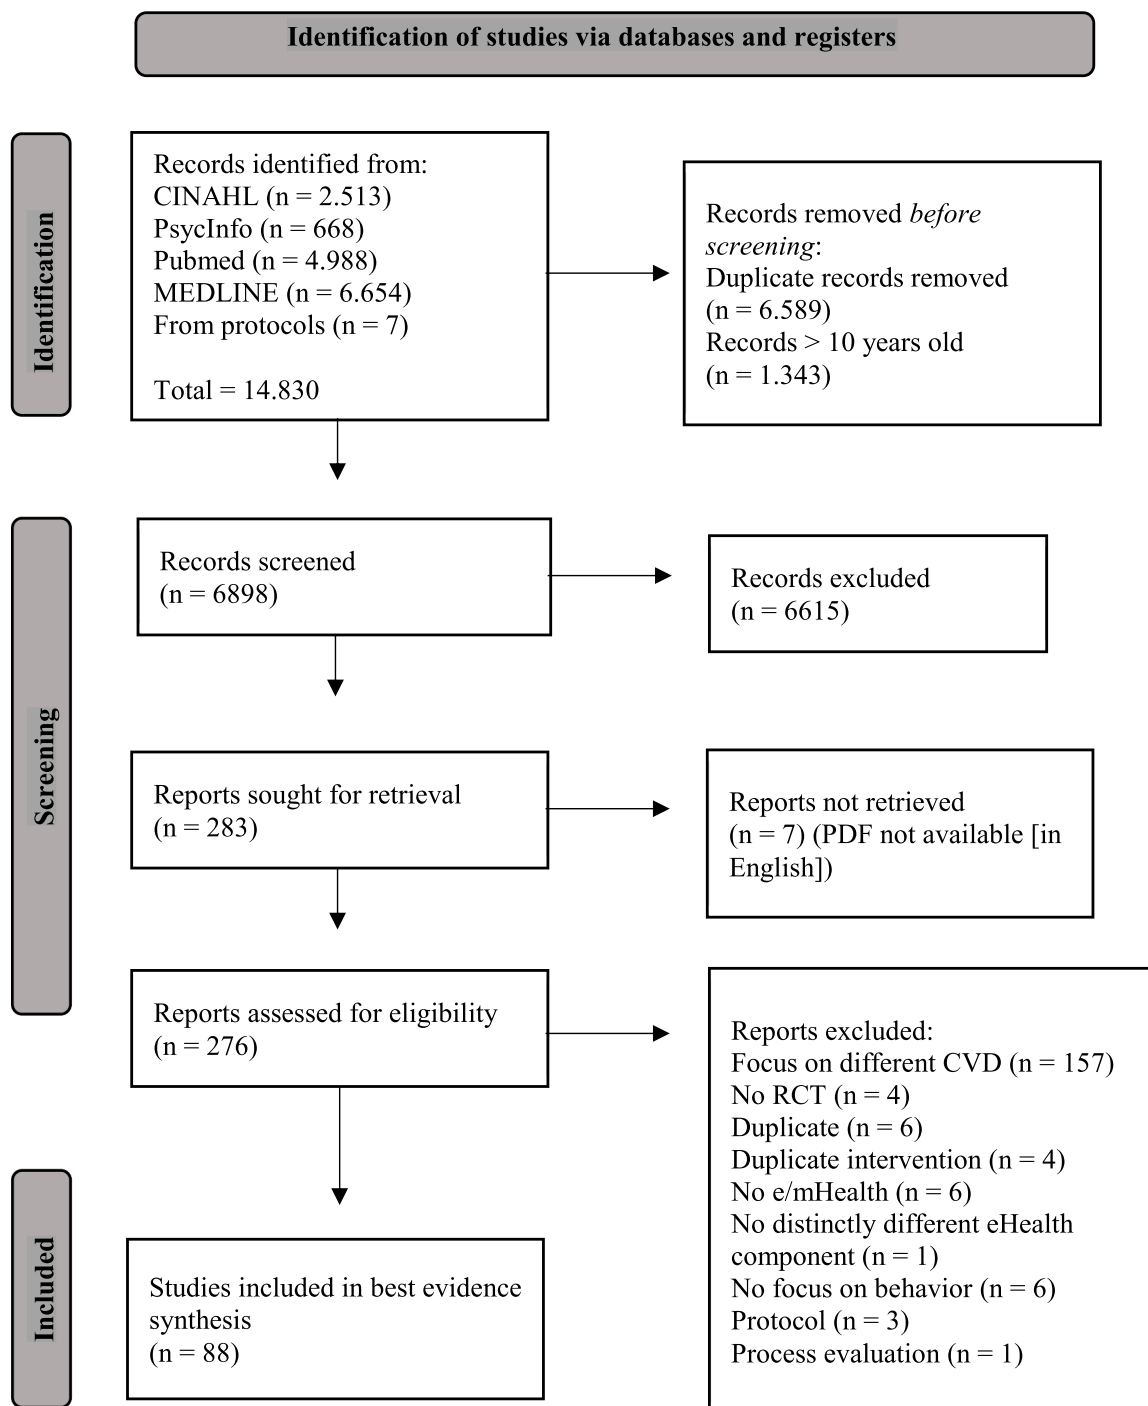 Identification of studies via databases and registers
Identification
Records identified from:
CINAHL (n = 2.513)
PsycInfo (n = 668)
Pubmed (n = 4.988)
MEDLINE (n = 6.654)
From protocols (n = 7)
Total = 14.830
Records removed before
screening:
Duplicate records removed
(n = 6.589)
Records > 10 years old
(n = 1.343)
Screening
Records screened
(n = 6898)
Records excluded
(n = 6615)
Reports sought for retrieval
(n = 283)
Reports not retrieved
(n = 7) (PDF not available [in
English])
Reports assessed for eligibility
(n = 276)
Reports excluded:
Focus on different CVD (n = 157)
No RCT (n = 4)
Duplicate (n = 6)
Duplicate intervention (n = 4)
No e/mHealth (n = 6)
No distinctly different eHealth
component (n = 1)
No focus on behavior (n = 6)
Protocol (n = 3)
Process evaluation (n = 1)
Included
Studies included in best evidence
synthesis
(n = 88)